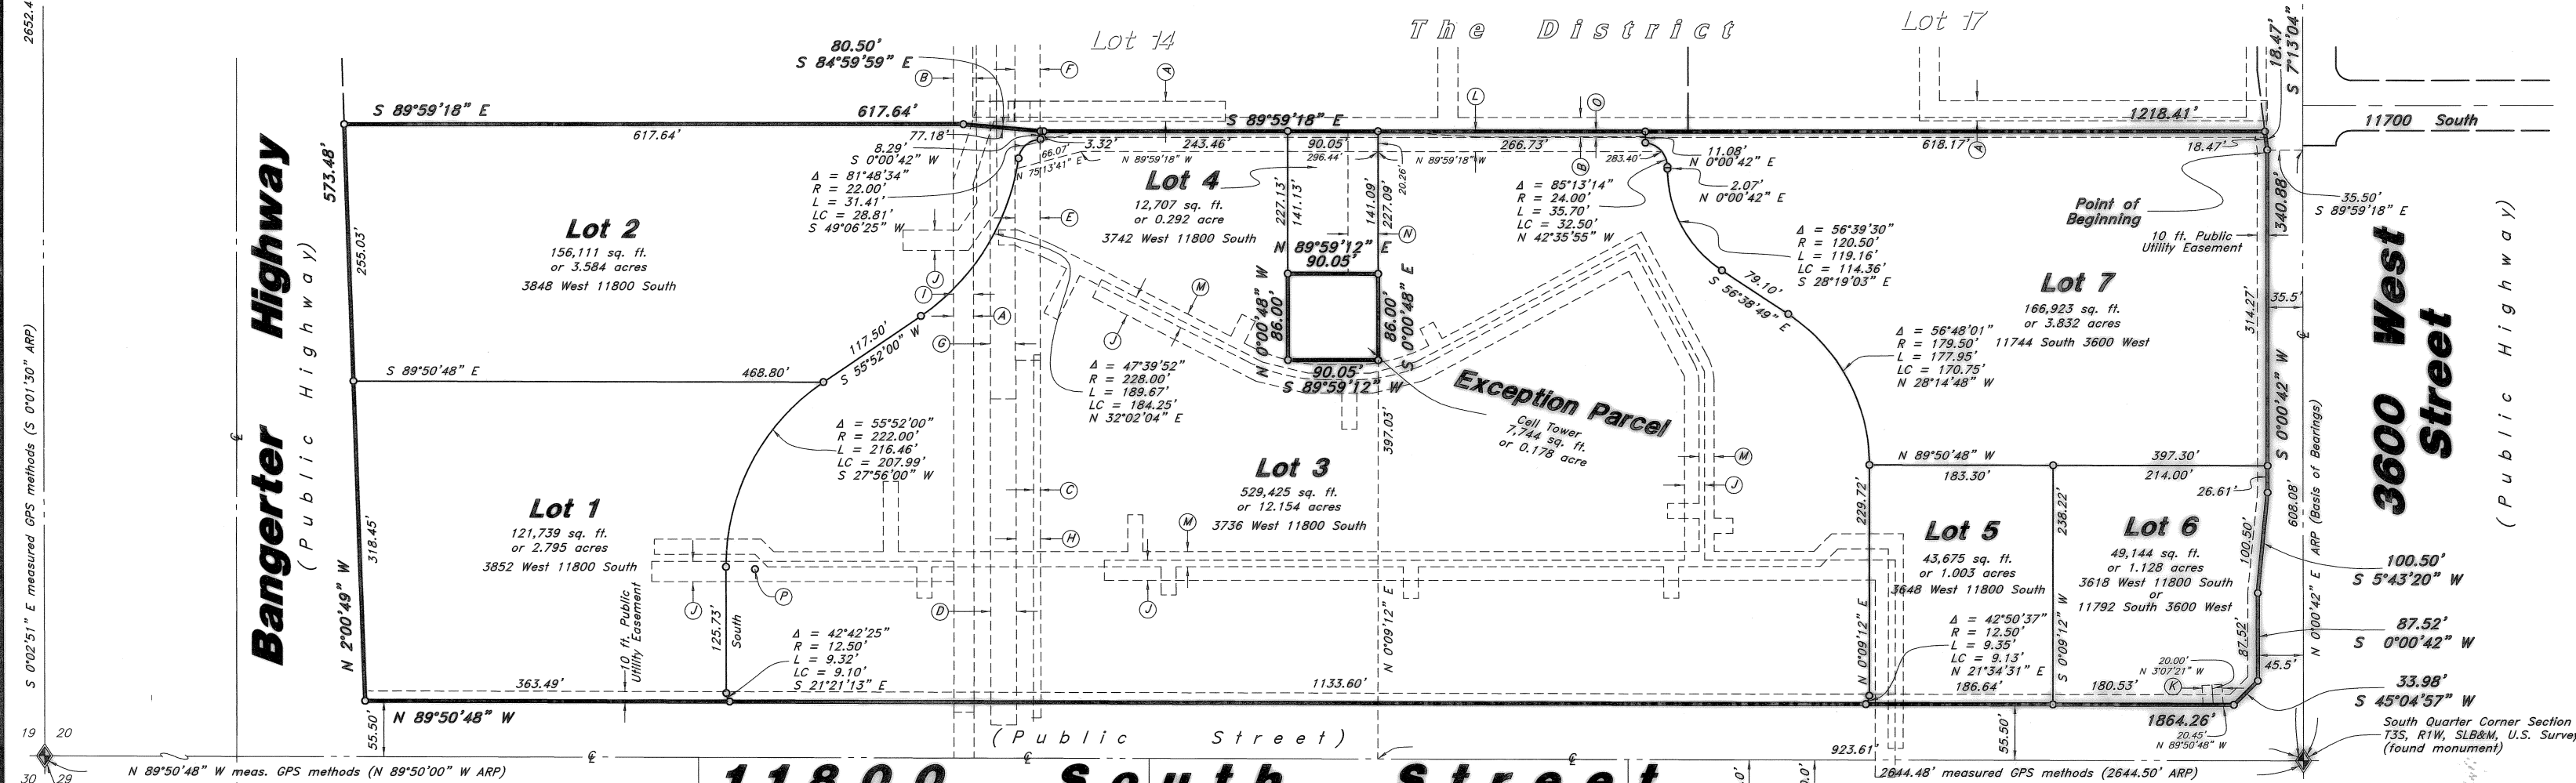 2652.4
S 0°02'51" E measured GPS methods (S 0°01'30" ARP)
19 20
30 29
Bangerter Highway
(Public Highway)
573.48'
N 2°00'49" W
255.03'
318.45'
S 89°59'18" E
617.64'
617.64'
80.50'
S 84°59'59" E
77.18'
8.29'
S 0°00'42" W
Δ = 81°48'34"
R = 22.00'
L = 31.41'
LC = 28.81'
S 49°06'25" W
66.07'
N 75°13'41" E
3.32'
N 89°59'18" W
Lot 14
The District
Lot 17
B
F
A
L
O
B
A
S 89°59'18" E
243.46'
90.05'
296.44'
N 89°59'18" W
266.73'
283.40'
20.26'
11.08'
N 0°00'42" E
2.07'
N 0°00'42" E
618.17'
1218.41'
18.47'
S 7°13'04" E
18.47'
11700 South
35.50'
S 89°59'18" E
Point of
Beginning
10 ft. Public
Utility Easement
340.88'
314.27'
35.5'
S 0°00'42" W
3600 West
Street
(Public Highway)
Lot 2
156,111 sq. ft.
or 3.584 acres
3848 West 11800 South
J
I
A
G
E
Lot 4
12,707 sq. ft.
or 0.292 acre
3742 West 11800 South
227.13'
141.13'
141.09'
227.09'
N
N 89°59'12" E
90.05'
N 0°00'48" W
86.00'
86.00'
S 0°00'48" E
90.05'
S 89°59'12" W
Δ = 85°13'14"
R = 24.00'
L = 35.70'
LC = 32.50'
N 42°35'55" W
Δ = 56°39'30"
R = 120.50'
L = 119.16'
LC = 114.36'
S 28°19'03" E
79.10'
S 56°38'49" E
Lot 7
166,923 sq. ft.
or 3.832 acres
11744 South 3600 West
Δ = 56°48'01"
R = 179.50'
L = 177.95'
LC = 170.75'
N 28°14'48" W
117.50'
S 55°52'00" W
S 89°50'48" E
468.80'
M
J
Δ = 47°39'52"
R = 228.00'
L = 189.67'
LC = 184.25'
N 32°02'04" E
Exception Parcel
Cell Tower
7,744 sq. ft.
or 0.178 acre
397.03'
Δ = 55°52'00"
R = 222.00'
L = 216.46'
LC = 207.99'
S 27°56'00" W
Lot 1
121,739 sq. ft.
or 2.795 acres
3852 West 11800 South
Lot 3
529,425 sq. ft.
or 12.154 acres
3736 West 11800 South
C
M
H
M
J
N 89°50'48" W
397.30'
183.30'
214.00'
26.61'
229.72'
238.22'
Lot 5
43,675 sq. ft.
or 1.003 acres
3648 West 11800 South
Δ = 42°50'37"
R = 12.50'
L = 9.35'
LC = 9.13'
N 21°34'31" E
Lot 6
49,144 sq. ft.
or 1.128 acres
3618 West 11800 South
or
11792 South 3600 West
100.50'
608.08'
N 0°00'42" E ARP (Basis of Bearings)
100.50'
S 5°43'20" W
87.52'
S 0°00'42" W
87.52'
45.5'
33.98'
S 45°04'57" W
20.00'
N 3°07'21" W
K
J
P
D
J
10 ft. Public
Utility Easement
125.73'
South
Δ = 42°42'25"
R = 12.50'
L = 9.32'
LC = 9.10'
S 21°21'13" E
N 0°09'12" E
N 0°09'12" E
S 0°09'12" W
363.49'
1133.60'
186.64'
180.53'
N 89°50'48" W
1864.26'
20.45'
N 89°50'48" W
55.50'
55.50'
(Public Street)
923.61'
South Quarter Corner Section
T3S, R1W, SLB&M, U.S. Survey
(found monument)
N 89°50'48" W meas. GPS methods (N 89°50'00" W ARP)
11800 South Street
2644.48' measured GPS methods (2644.50' ARP)